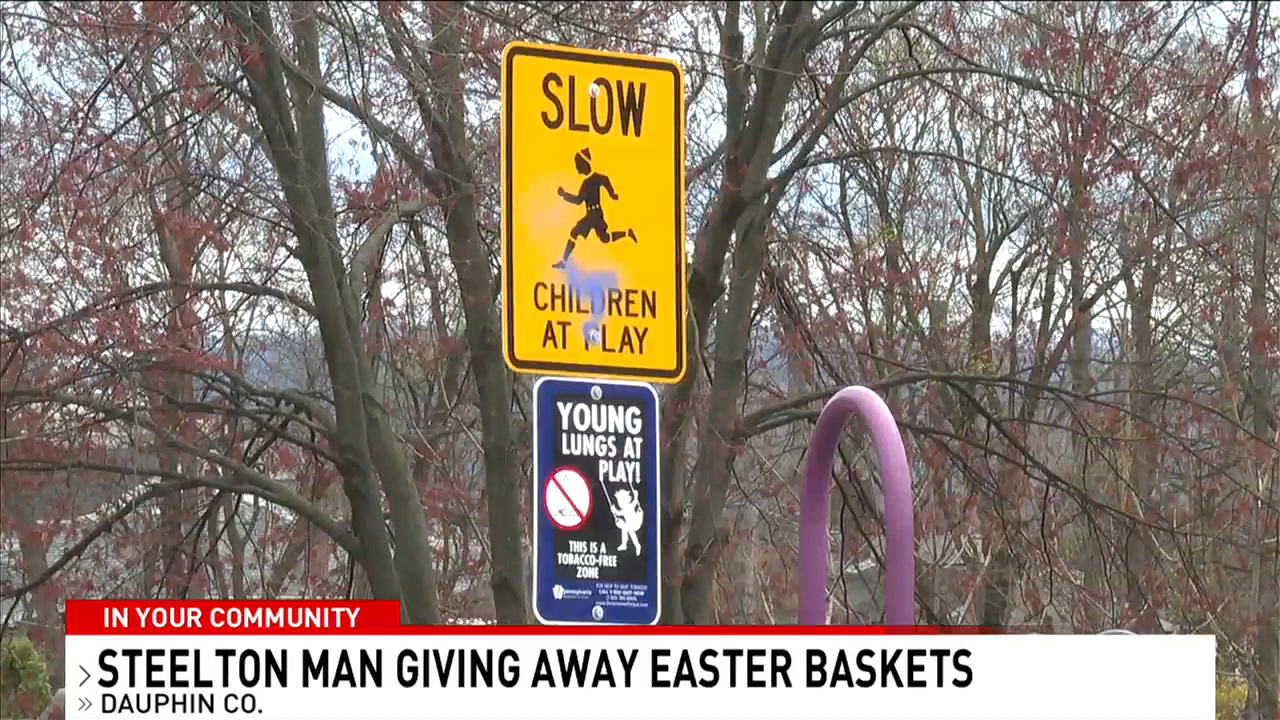 SLOW
CHILDREN
AT PLAY
YOUNG
LUNGS AT
PLAY!
THIS IS A
TOBACCO-FREE
ZONE
pennsylvania
IN YOUR COMMUNITY
STEELTON MAN GIVING AWAY EASTER BASKETS
DAUPHIN CO.